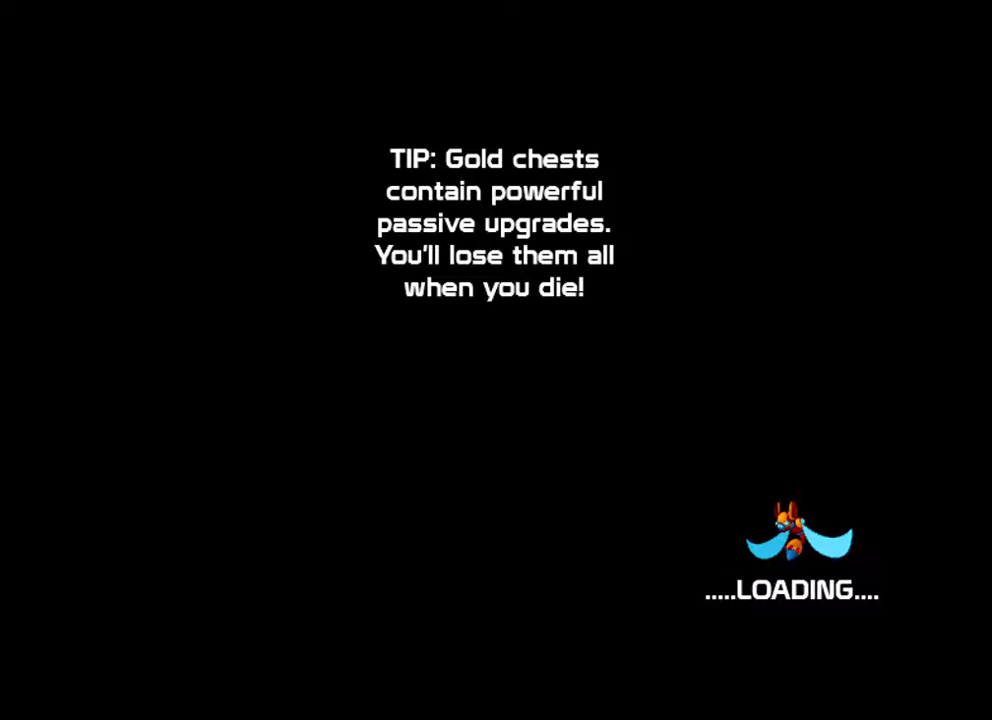 TIP: Gold chests
contain powerful
passive upgrades.
You'll lose them all
when you die!
.....LOADING....